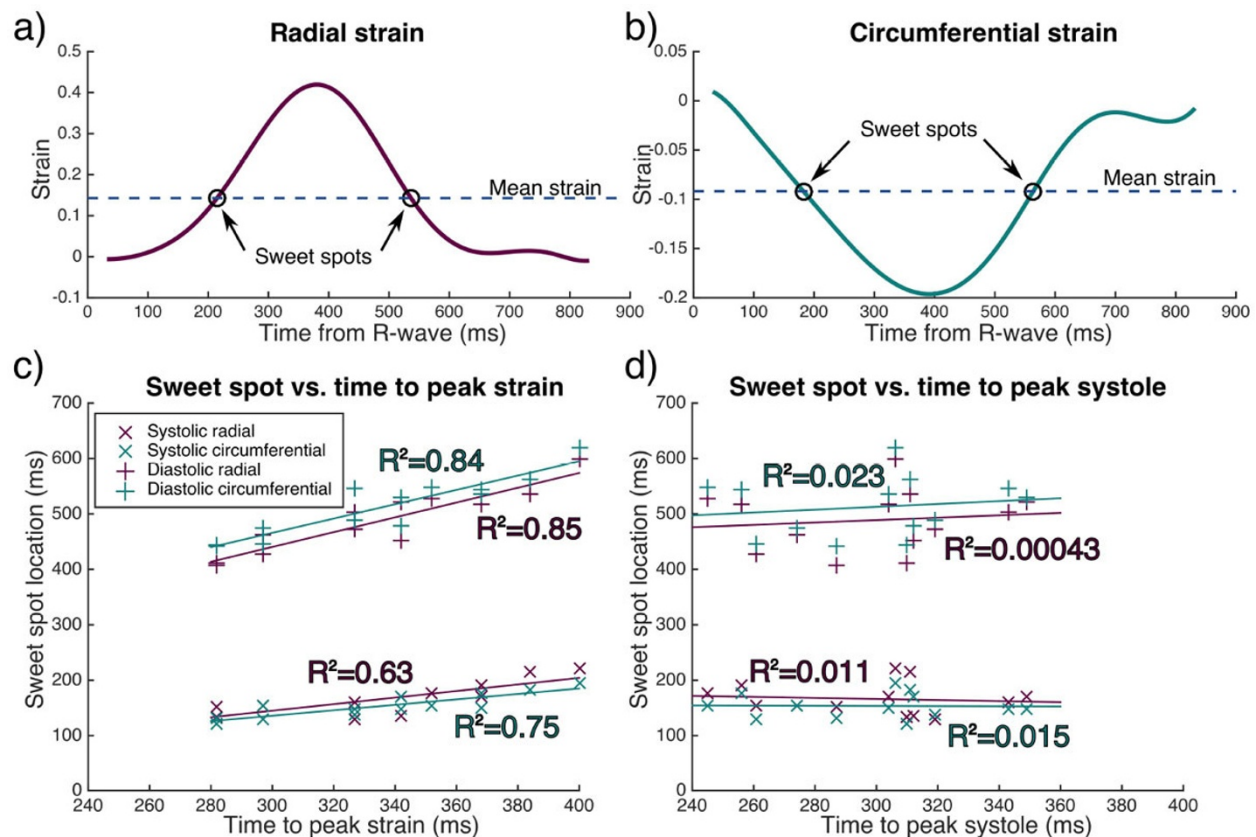 a)
Radial strain
0.5
0.4
0.3
0.2
0.1
0
-0.1
Strain
Mean strain
Sweet spots
0 100 200 300 400 500 600 700 800 900
Time from R-wave (ms)
b)
Circumferential strain
0.05
0
-0.05
-0.1
-0.15
-0.2
Strain
Sweet spots
Mean strain
0 100 200 300 400 500 600 700 800 900
Time from R-wave (ms)
c)
Sweet spot vs. time to peak strain
700
600
500
400
300
200
100
0
Sweet spot location (ms)
Systolic radial
Systolic circumferential
Diastolic radial
Diastolic circumferential
R²=0.84
R²=0.85
R²=0.63
R²=0.75
240 260 280 300 320 340 360 380 400
Time to peak strain (ms)
d)
Sweet spot vs. time to peak systole
700
600
500
400
300
200
100
0
Sweet spot location (ms)
R²=0.023
R²=0.00043
R²=0.011
R²=0.015
240 260 280 300 320 340 360 380 400
Time to peak systole (ms)